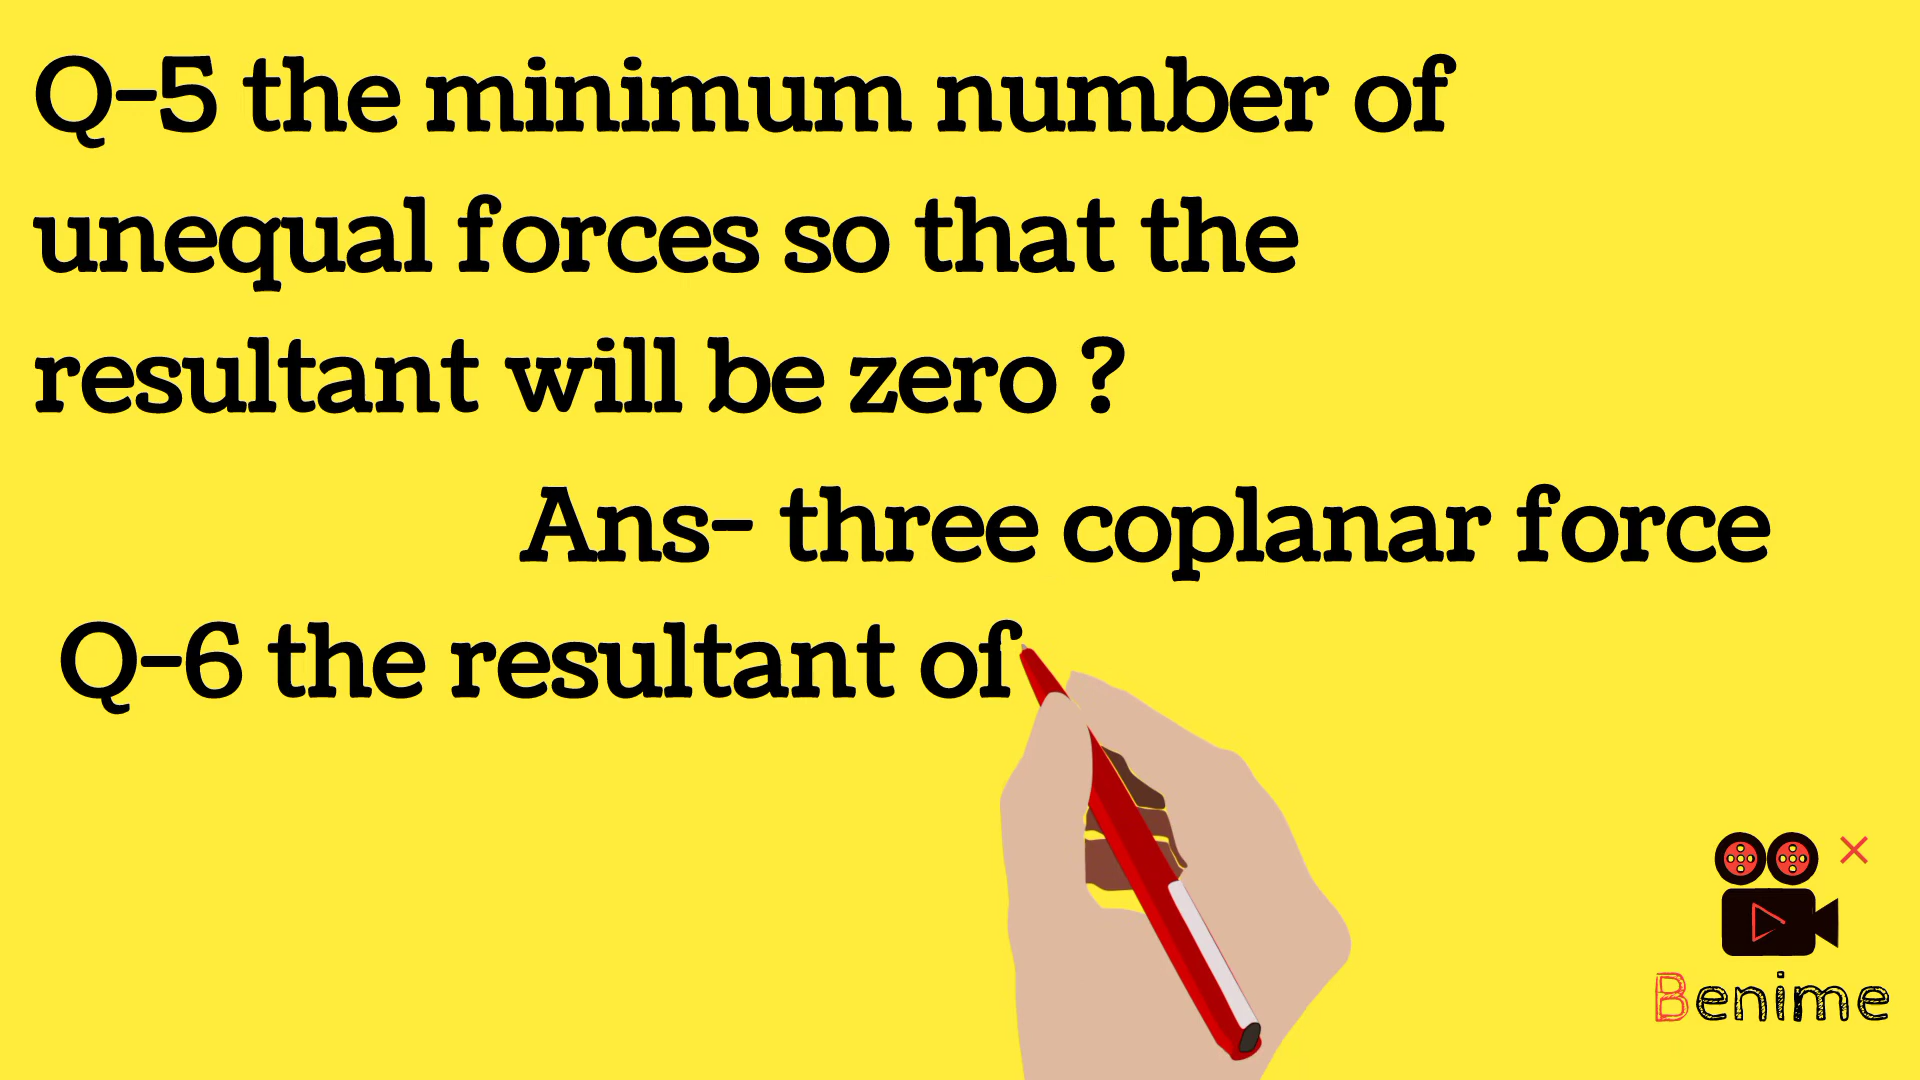 Q-5 the minimum number of
unequal forces so that the
resultant will be zero ?
Ans- three coplanar force
Q-6 the resultant of
Benime